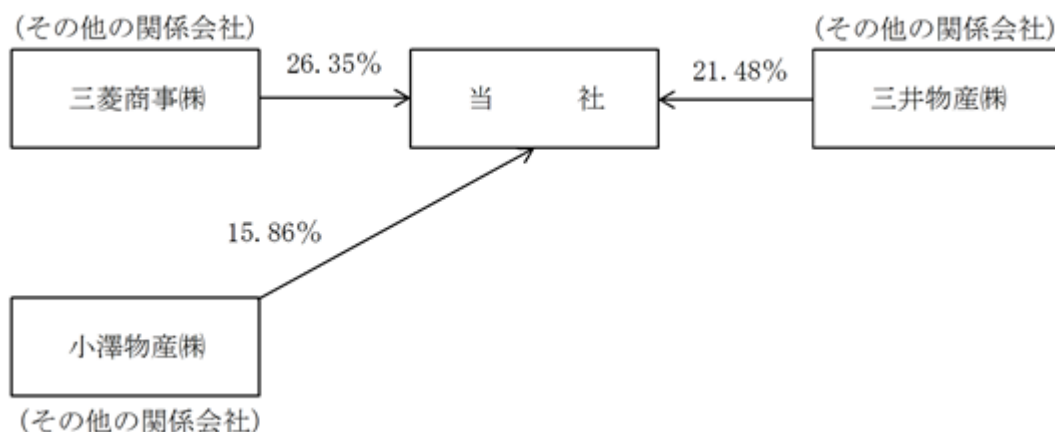 (その他の関係会社)
(その他の関係会社)
三菱商事㈱
26.35%
当 社
21.48%
三井物産㈱
15.86%
小澤物産㈱
(その他の関係会社)